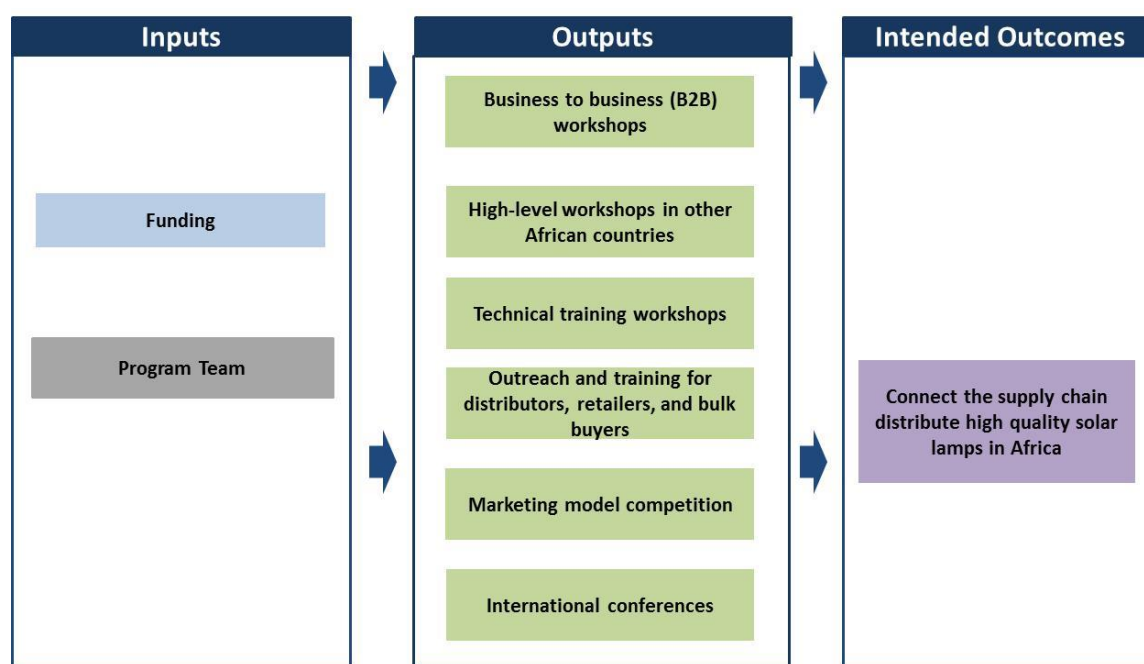 Inputs
Funding
Program Team
Outputs
Business to business (B2B)
workshops
High-level workshops in other
African countries
Technical training workshops
Outreach and training for
distributors, retailers, and bulk
buyers
Marketing model competition
International conferences
Intended Outcomes
Connect the supply chain
distribute high quality solar
lamps in Africa